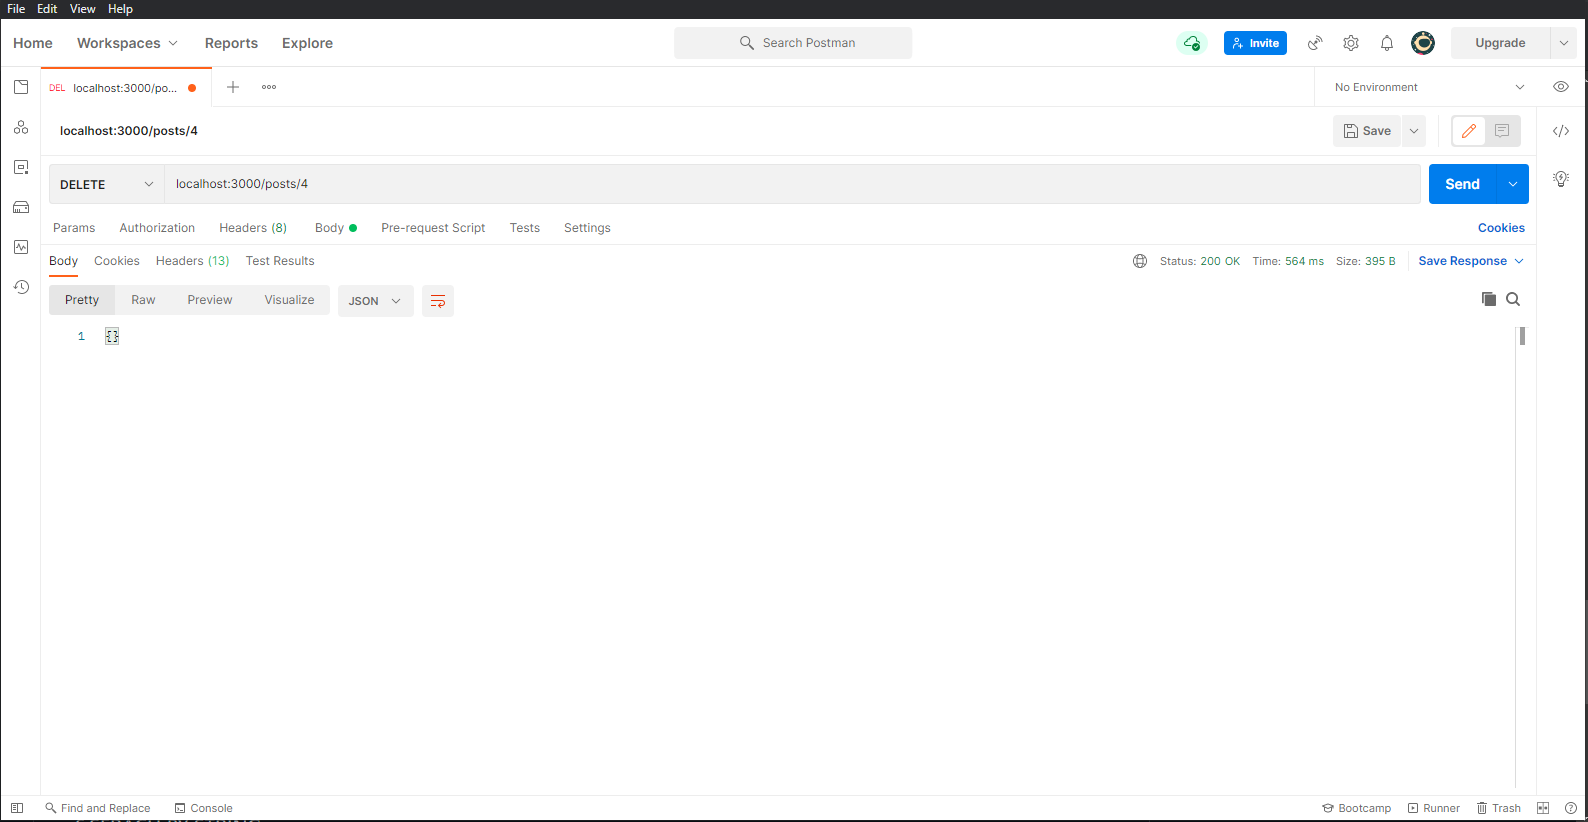 File Edit View Help
Home Workspaces Reports Explore Search Postman Invite Upgrade
DEL localhost:3000/po... No Environment
localhost:3000/posts/4 Save
DELETE localhost:3000/posts/4 Send
Params Authorization Headers (8) Body Pre-request Script Tests Settings Cookies
Body Cookies Headers (13) Test Results Status: 200 OK Time: 564 ms Size: 395 B Save Response
Pretty Raw Preview Visualize JSON
1 {}
Find and Replace Console Bootcamp Runner Trash